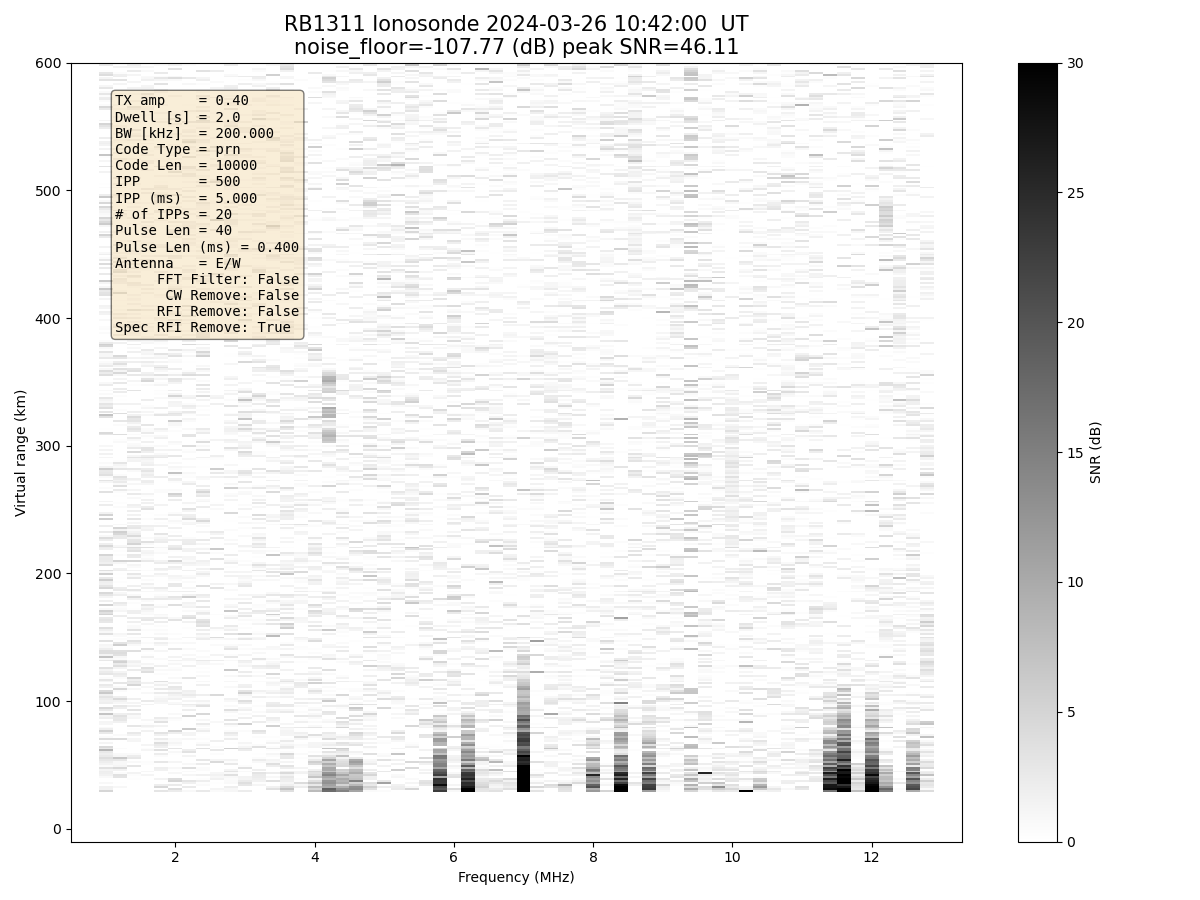 RB1311 Ionosonde 2024-03-26 10:42:00  UT
noise_floor=-107.77 (dB) peak SNR=46.11
TX amp    = 0.40
Dwell [s] = 2.0
BW [kHz]  = 200.000
Code Type = prn
Code Len  = 10000
IPP       = 500
IPP (ms)  = 5.000
# of IPPs = 20
Pulse Len = 40
Pulse Len (ms) = 0.400
Antenna   = E/W
FFT Filter: False
CW Remove: False
RFI Remove: False
Spec RFI Remove: True
600
500
400
300
200
100
0
Virtual range (km)
2 4 6 8 10 12
Frequency (MHz)
30
25
20
15
10
5
0
SNR (dB)